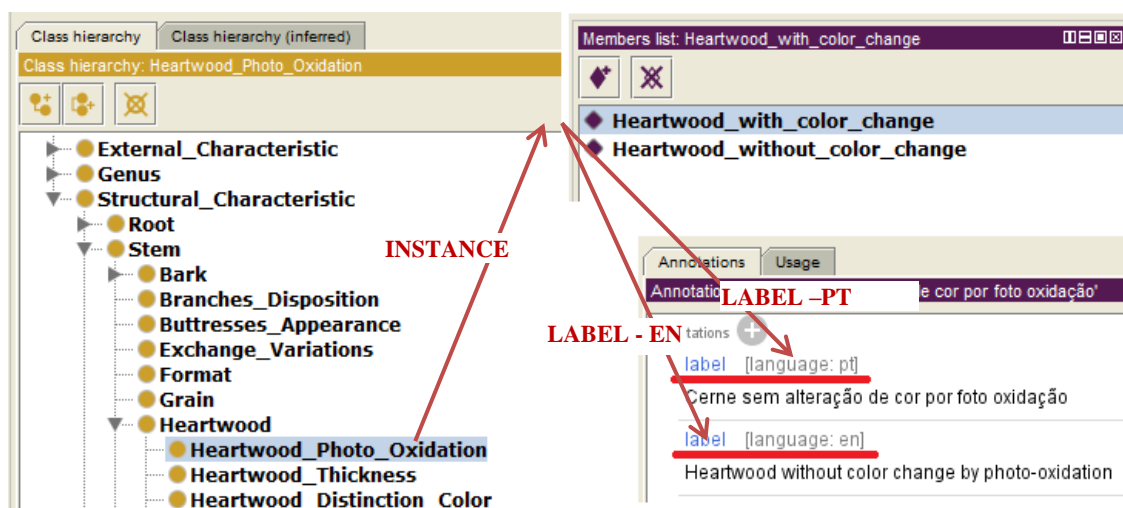 Class hierarchy
Class hierarchy (inferred)
Class hierarchy: Heartwood_Photo_Oxidation
External_Characteristic
Genus
Structural_Characteristic
Root
Stem
Bark
Branches_Disposition
Buttresses_Appearance
Exchange_Variations
Format
Grain
Heartwood
Heartwood_Photo_Oxidation
Heartwood_Thickness
Heartwood_Distinction_Color
INSTANCE
Members list: Heartwood_with_color_change
Heartwood_with_color_change
Heartwood_without_color_change
Annotations
Usage
Annotatio
LABEL –PT
e cor por foto oxidação'
LABEL - EN
tations
label [language: pt]
Cerne sem alteração de cor por foto oxidação
label [language: en]
Heartwood without color change by photo-oxidation